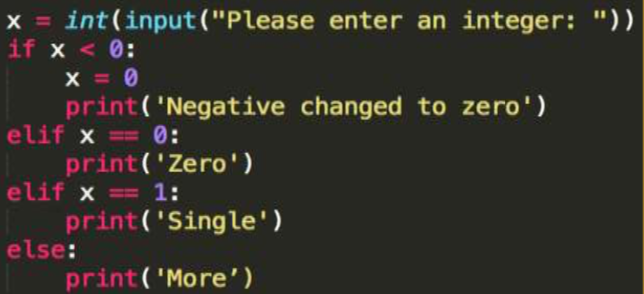 x = int(input("Please enter an integer: "))
if x < 0:
    x = 0
    print('Negative changed to zero')
elif x == 0:
    print('Zero')
elif x == 1:
    print('Single')
else:
    print('More’)